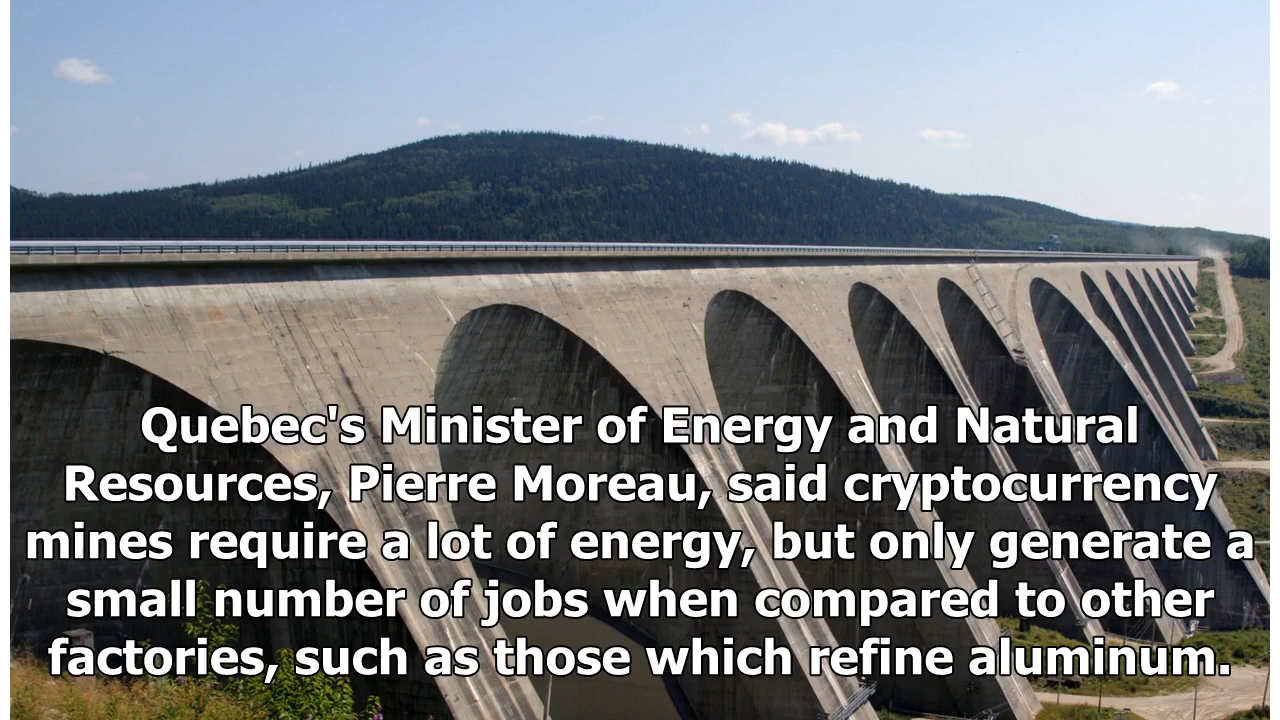 Quebec's Minister of Energy and Natural
Resources, Pierre Moreau, said cryptocurrency
mines require a lot of energy, but only generate a
small number of jobs when compared to other
factories, such as those which refine aluminum.